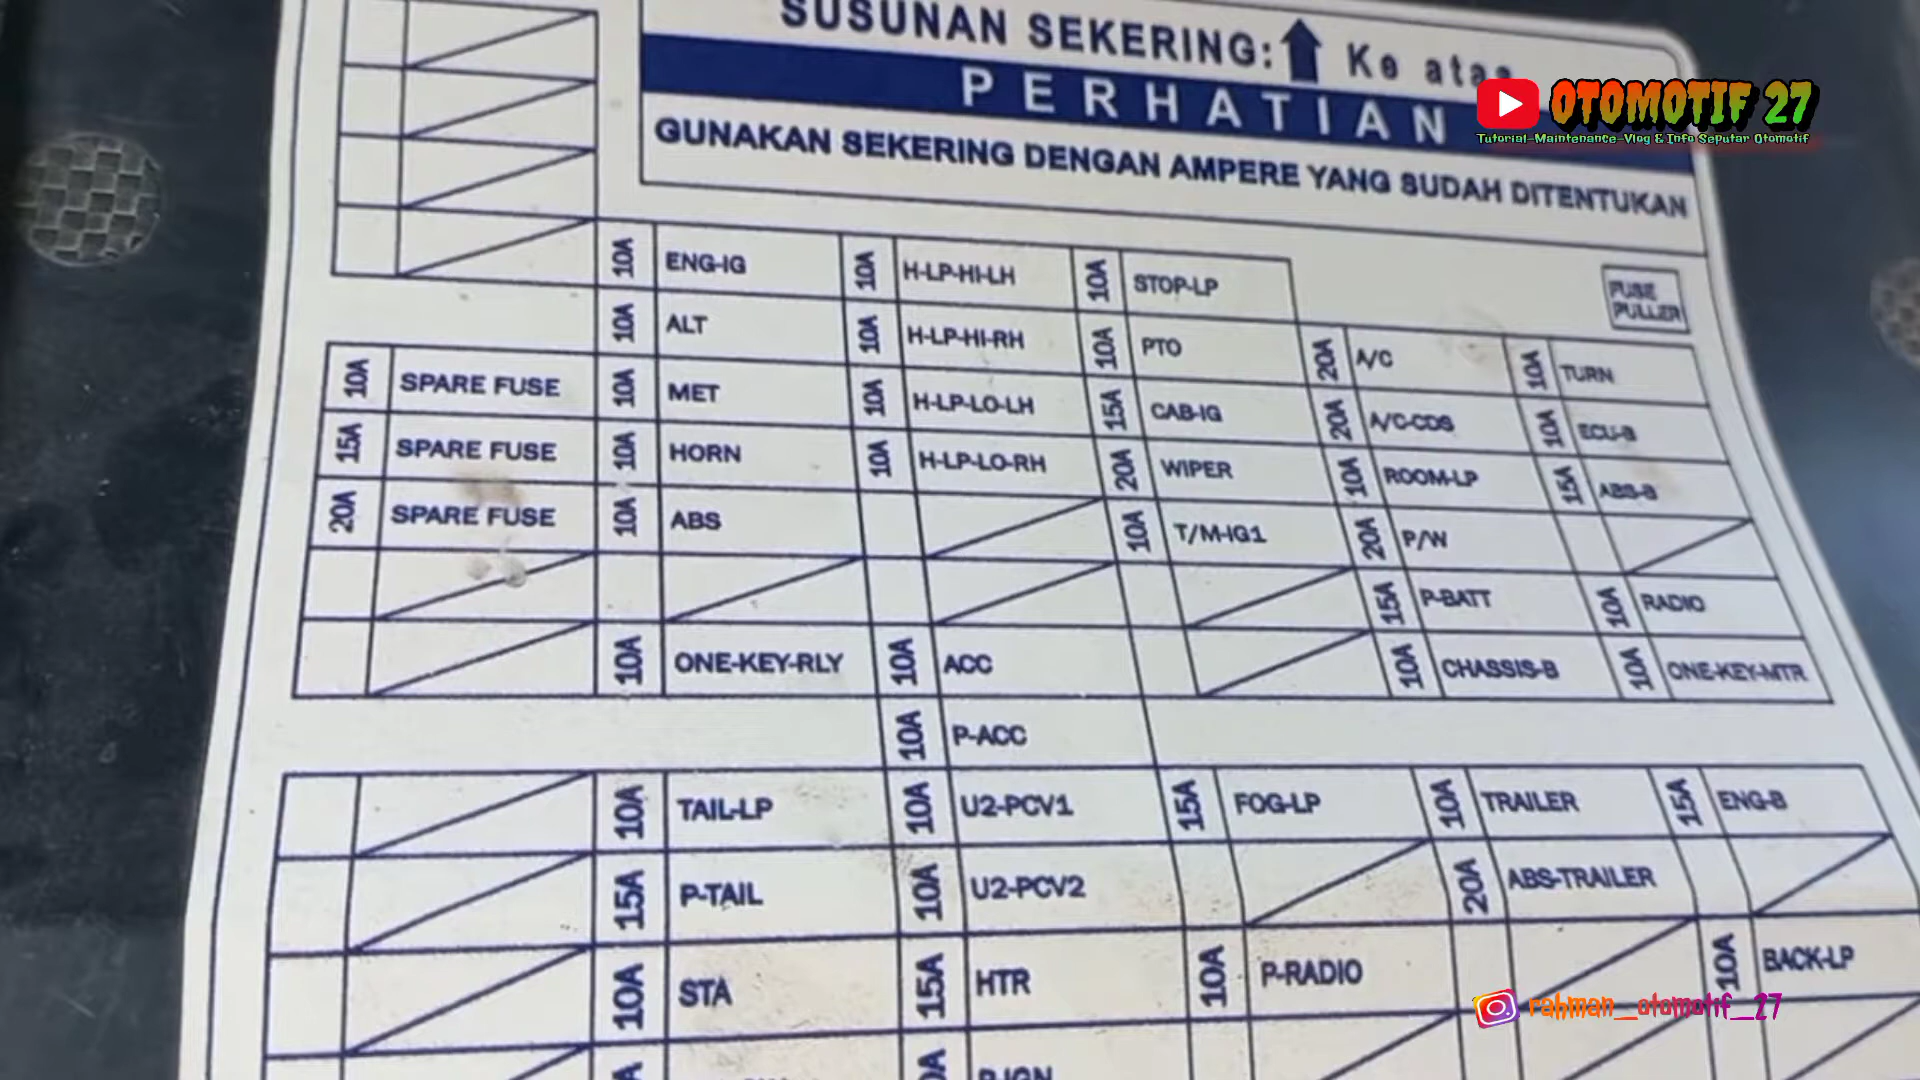 SUSUNAN SEKERING: Ke atas
PERHATIAN
GUNAKAN SEKERING DENGAN AMPERE YANG SUDAH DITENTUKAN
OTOMOTIF 27
Tutorial-Maintenance-Vlog & Info Seputar Otomotif
FUSE
PULLER
10A ENG-IG 10A H-LP-HI-LH 10A STOP-LP
10A ALT 10A H-LP-HI-RH 10A PTO 20A A/C 10A TURN
10A SPARE FUSE 10A MET 10A H-LP-LO-LH 15A CAB-IG 20A A/C-CDS 10A ECU-B
15A SPARE FUSE 10A HORN 10A H-LP-LO-RH 20A WIPER 10A ROOM-LP 15A ABS-B
20A SPARE FUSE 10A ABS 10A T/M-IG1 20A P/W
15A P-BATT 10A RADIO
10A ONE-KEY-RLY 10A ACC 10A CHASSIS-B 10A ONE-KEY-MTR
10A P-ACC
10A TAIL-LP 10A U2-PCV1 15A FOG-LP 10A TRAILER 15A ENG-B
15A P-TAIL 10A U2-PCV2 20A ABS-TRAILER
10A STA 15A HTR 10A P-RADIO 10A BACK-LP
rahman_otomotif_27